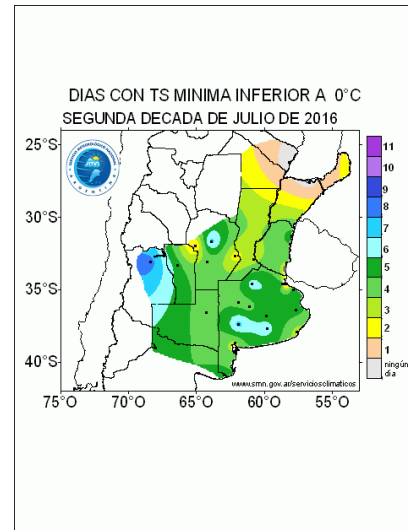 DIAS CON TS MINIMA INFERIOR A 0°C
SEGUNDA DECADA DE JULIO DE 2016
25°S
30°S
35°S
40°S
75°O
70°O
65°O
60°O
55°O
smn
www.smn.gov.ar/serviciosclimaticos
11
10
9
8
7
6
5
4
3
2
1
ningún
dia